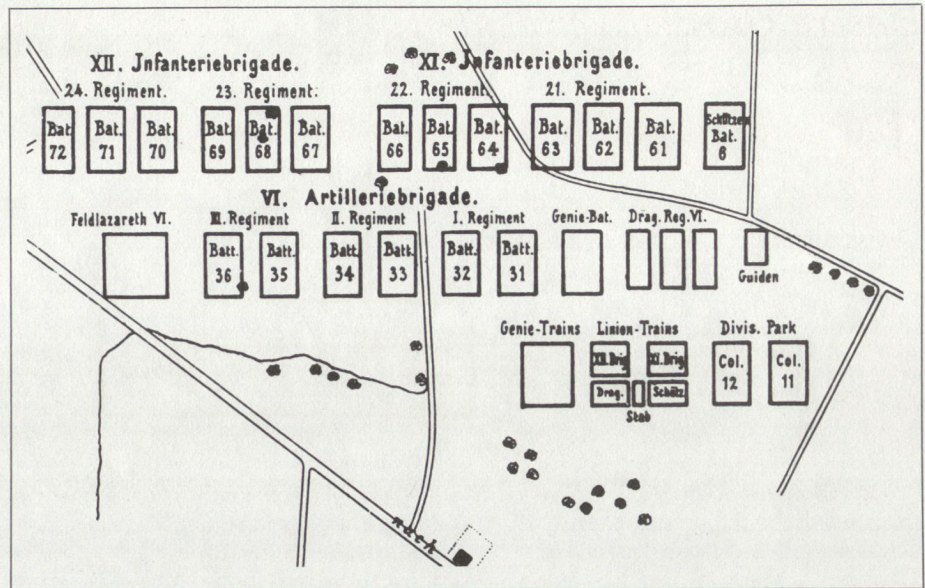 XII. Jnfanteriebrigade. XI. Jnfanteriebrigade.
24. Regiment. 23. Regiment. 22. Regiment. 21. Regiment.
Bat. 72
Bat. 71
Bat. 70
Bat. 69
Bat. 68
Bat. 67
Bat. 66
Bat. 65
Bat. 64
Bat. 63
Bat. 62
Bat. 61
Schützen Bat. 6
VI. Artilleriebrigade.
Feldlazareth VI. III. Regiment II. Regiment I. Regiment Genie-Bat. Drag. Reg. VI.
Batt. 36
Batt. 35
Batt. 34
Batt. 33
Batt. 32
Batt. 31
Guiden
Genie-Trains Linien-Trains Divis. Park
XII. Brig.
XI. Brig.
Drag.
Schütz.
Stab
Col. 12
Col. 11
nach